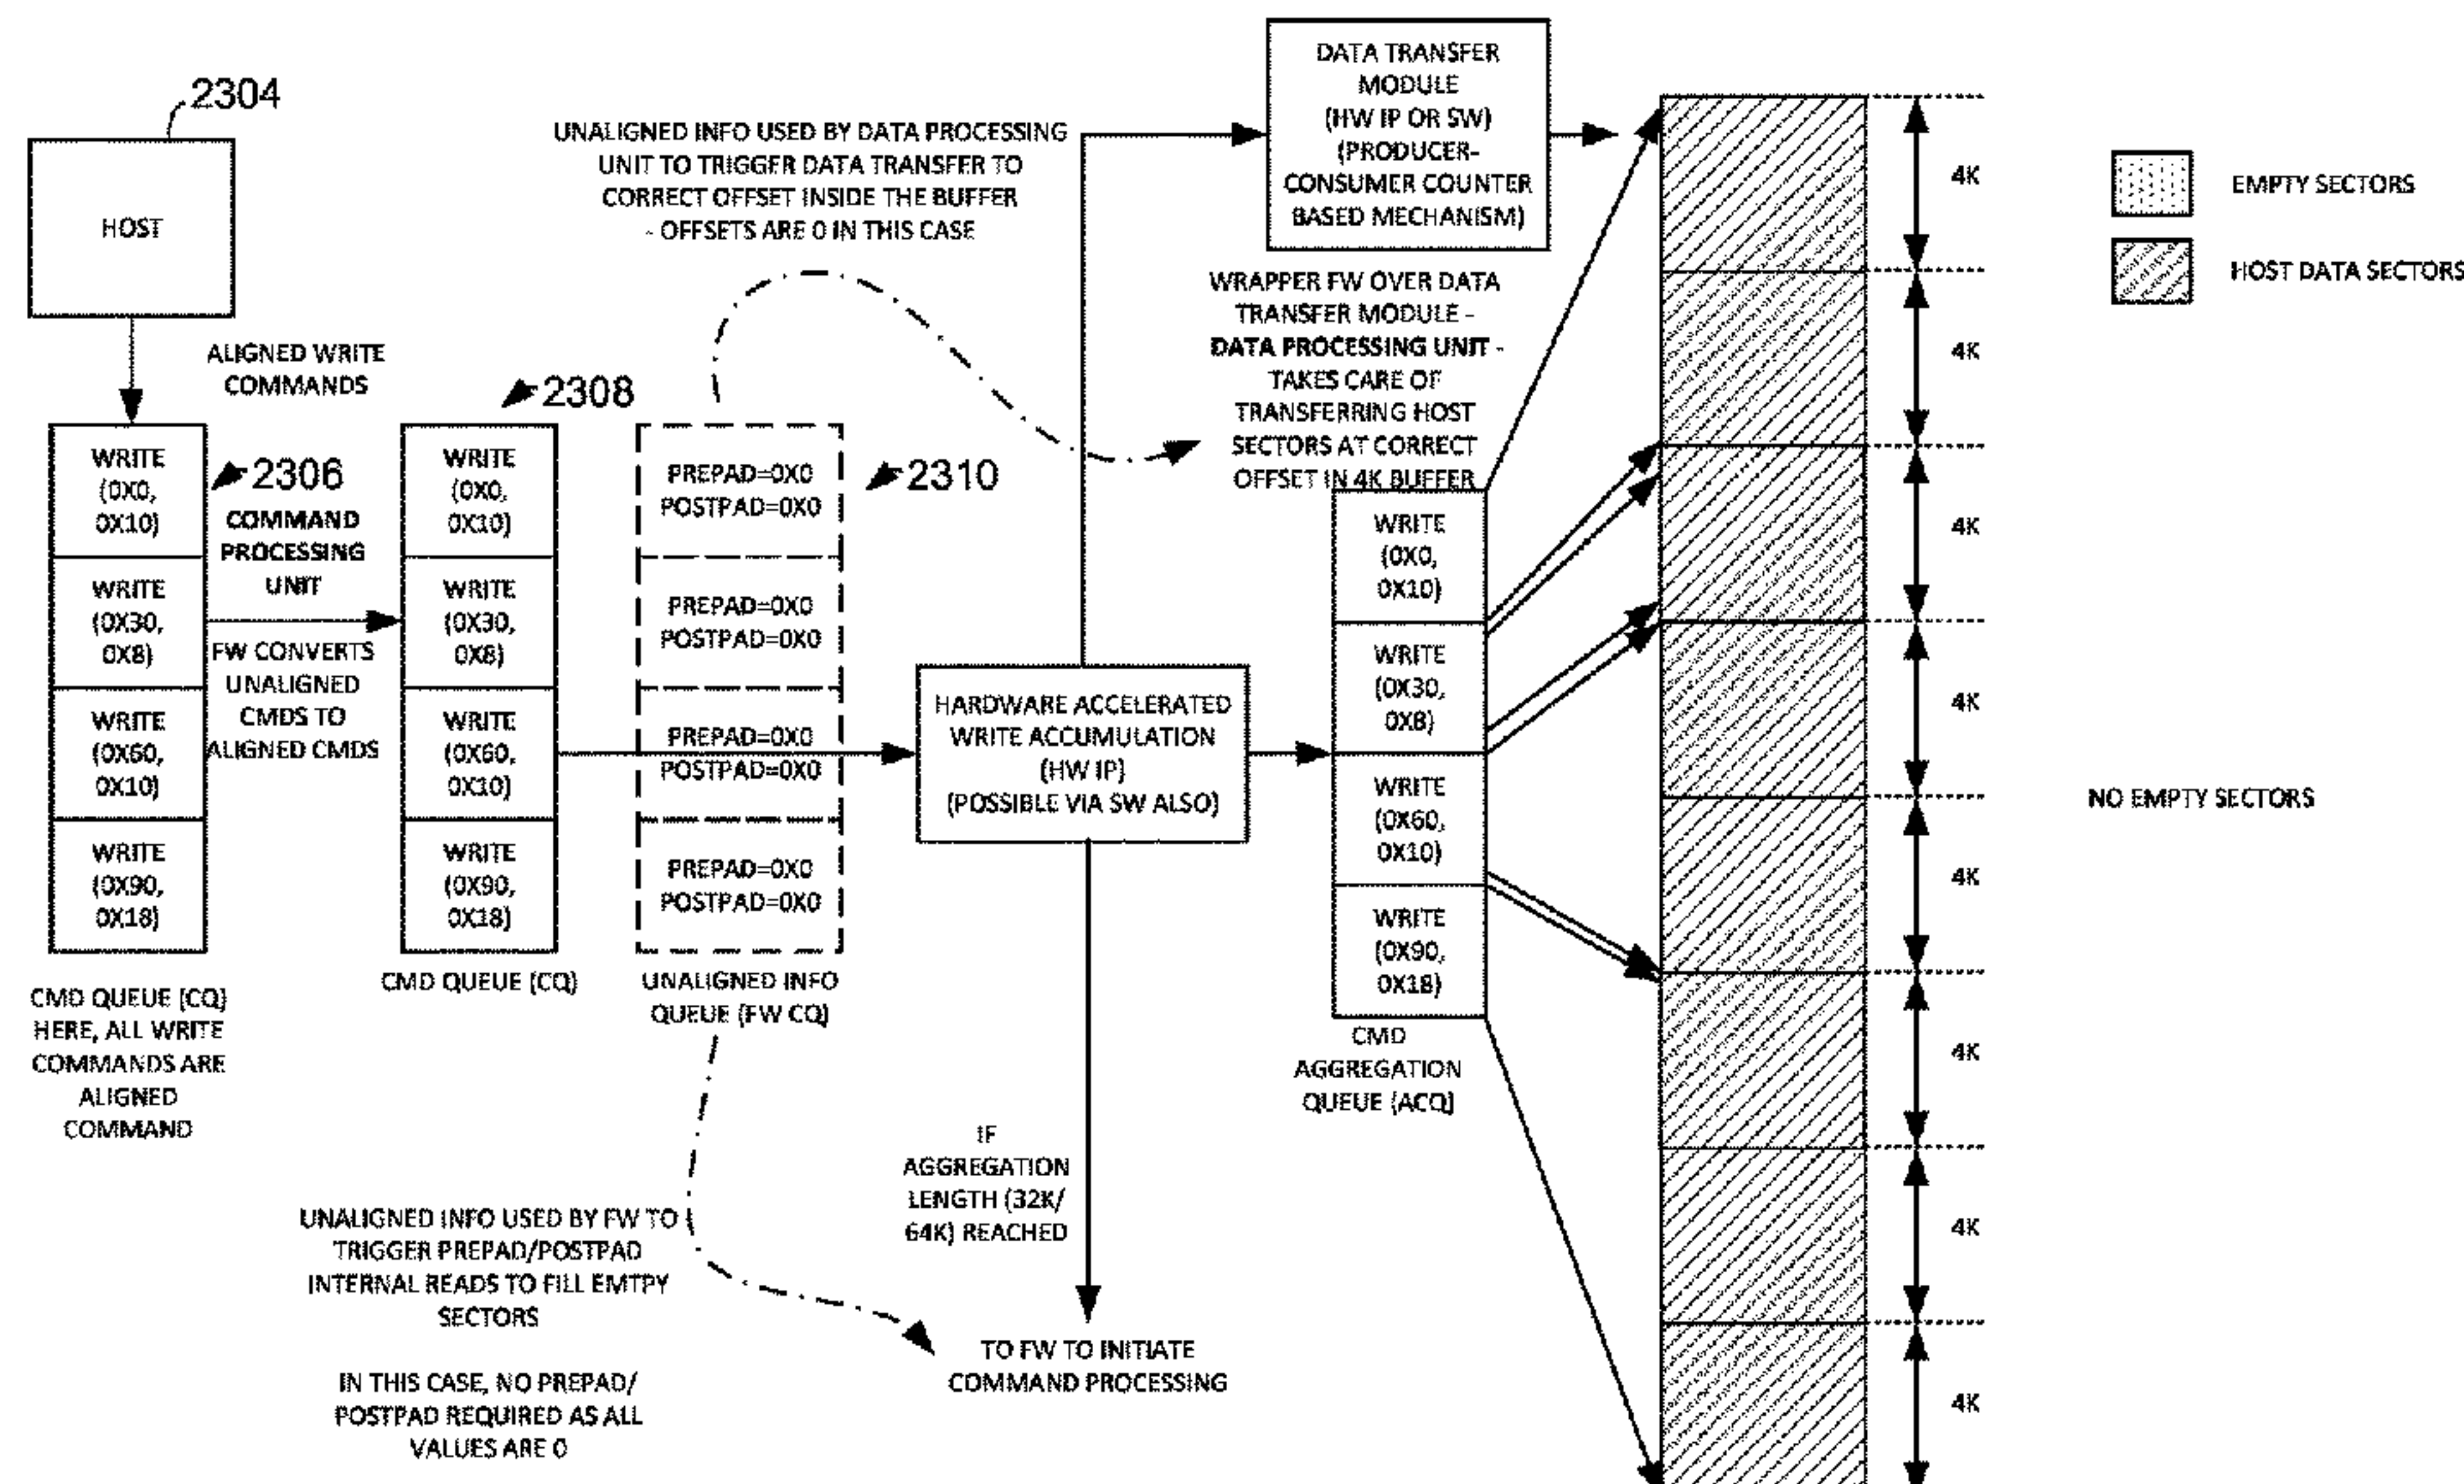 2304
HOST
ALIGNED WRITE
COMMANDS
WRITE
(0X0,
0X10)
WRITE
(0X30,
0X8)
WRITE
(0X60,
0X10)
WRITE
(0X90,
0X18)
CMD QUEUE (CQ)
HERE, ALL WRITE
COMMANDS ARE
ALIGNED
COMMAND
2306
COMMAND
PROCESSING
UNIT
FW CONVERTS
UNALIGNED
CMDS TO
ALIGNED CMDS
2308
WRITE
(0X0,
0X10)
WRITE
(0X30,
0X8)
WRITE
(0X60,
0X10)
WRITE
(0X90,
0X18)
CMD QUEUE (CQ)
2310
PREPAD=0X0
POSTPAD=0X0
PREPAD=0X0
POSTPAD=0X0
PREPAD=0X0
POSTPAD=0X0
PREPAD=0X0
POSTPAD=0X0
UNALIGNED INFO
QUEUE (FW CQ)
UNALIGNED INFO USED BY DATA PROCESSING
UNIT TO TRIGGER DATA TRANSFER TO
CORRECT OFFSET INSIDE THE BUFFER
- OFFSETS ARE 0 IN THIS CASE
UNALIGNED INFO USED BY FW TO
TRIGGER PREPAD/POSTPAD
INTERNAL READS TO FILL EMTPY
SECTORS
IN THIS CASE, NO PREPAD/
POSTPAD REQUIRED AS ALL
VALUES ARE 0
HARDWARE ACCELERATED
WRITE ACCUMULATION
(HW IP)
(POSSIBLE VIA SW ALSO)
IF
AGGREGATION
LENGTH (32K/
64K) REACHED
TO FW TO INITIATE
COMMAND PROCESSING
DATA TRANSFER
MODULE
(HW IP OR SW)
(PRODUCER-
CONSUMER COUNTER
BASED MECHANISM)
WRAPPER FW OVER DATA
TRANSFER MODULE -
DATA PROCESSING UNIT -
TAKES CARE OF
TRANSFERRING HOST
SECTORS AT CORRECT
OFFSET IN 4K BUFFER
WRITE
(0X0,
0X10)
WRITE
(0X30,
0X8)
WRITE
(0X60,
0X10)
WRITE
(0X90,
0X18)
CMD
AGGREGATION
QUEUE (ACQ)
4K
4K
4K
4K
4K
4K
4K
4K
EMPTY SECTORS
HOST DATA SECTORS
NO EMPTY SECTORS